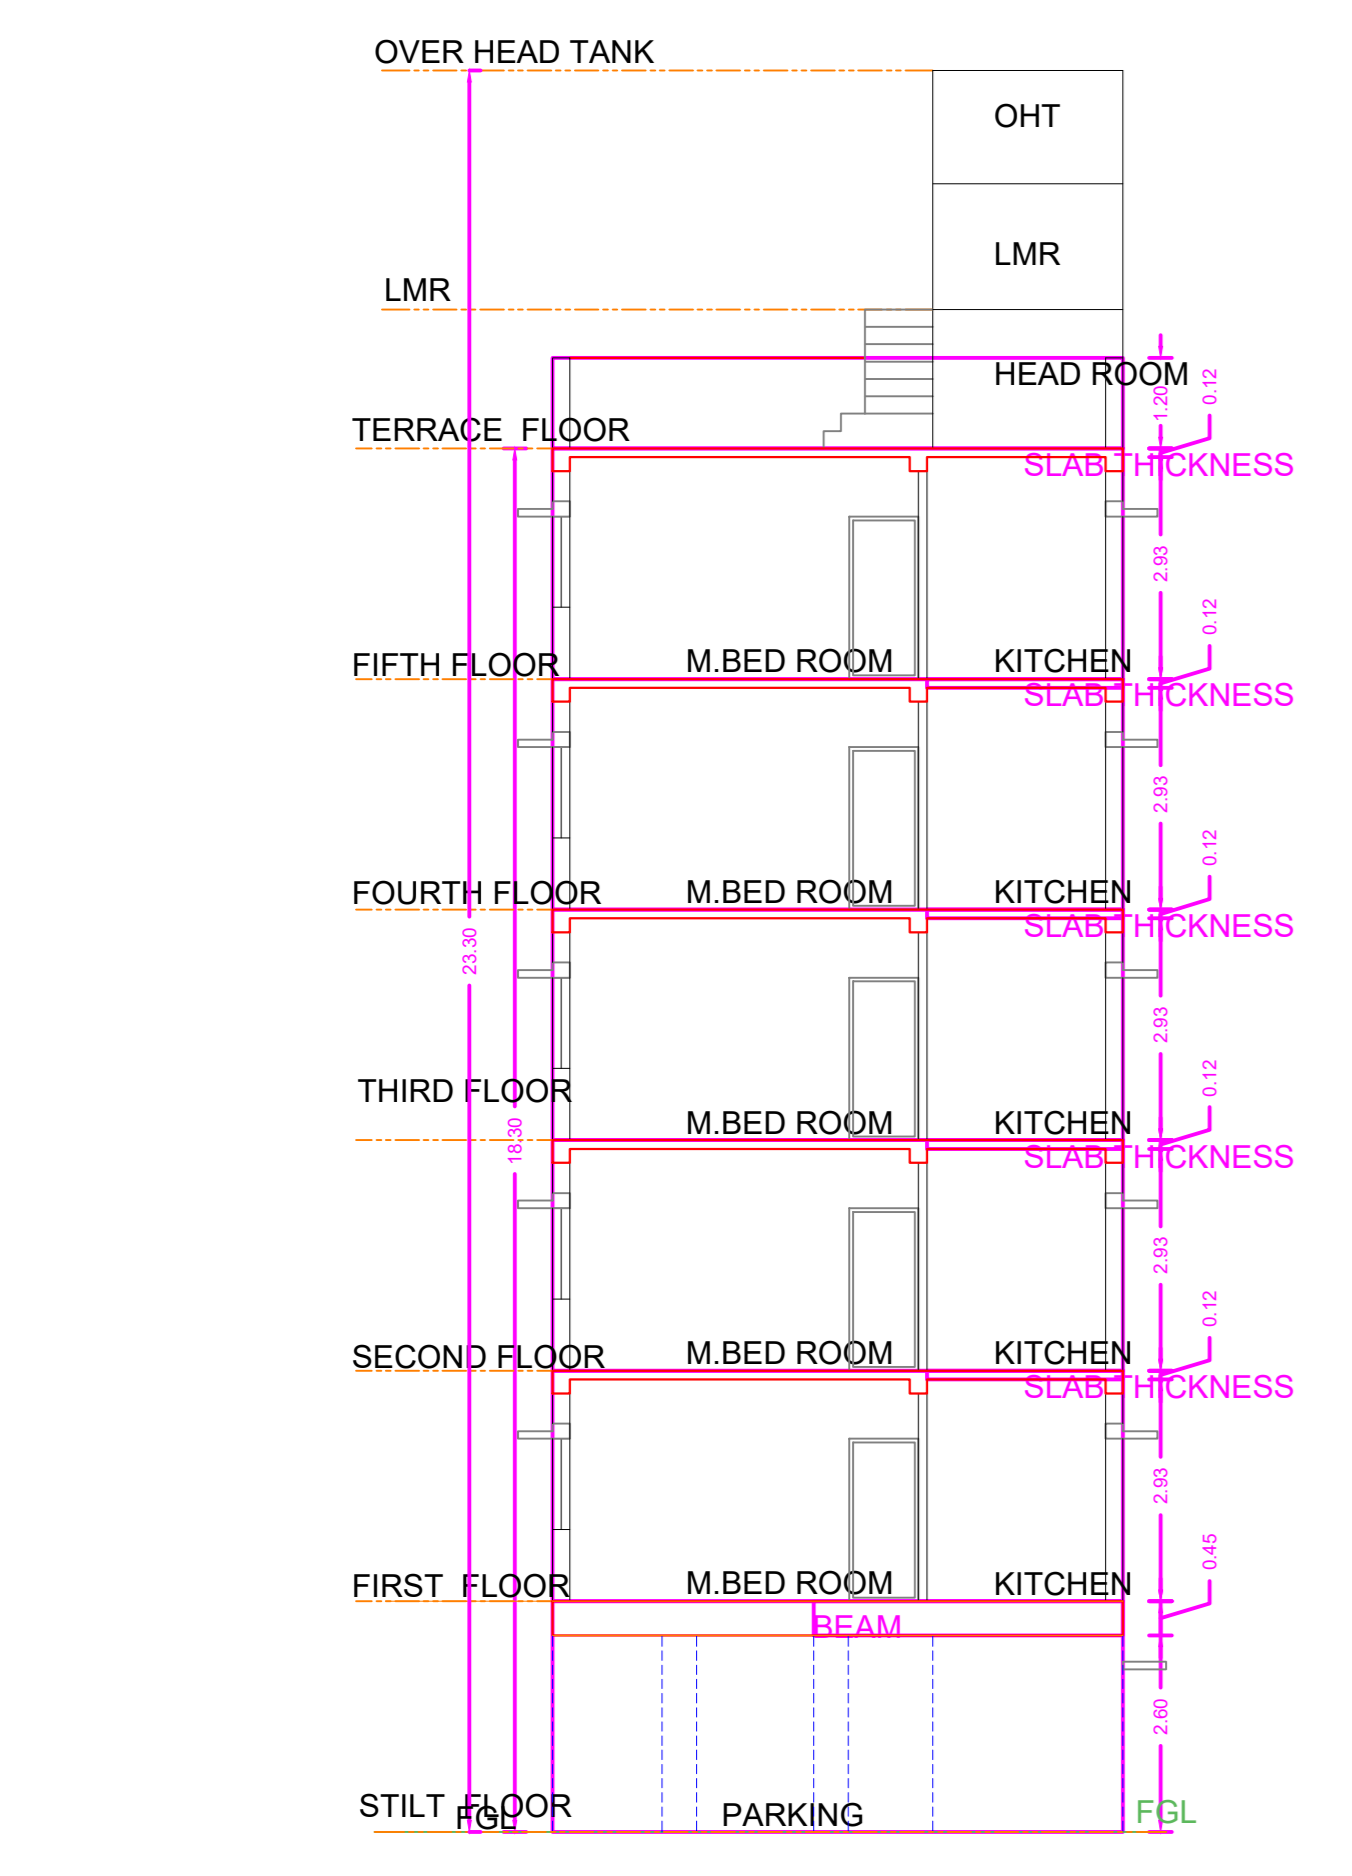 OVER HEAD TANK
OHT
LMR
LMR
HEAD ROOM
1.20
0.12
TERRACE FLOOR
SLAB THICKNESS
2.93
0.12
FIFTH FLOOR
M.BED ROOM
KITCHEN
SLAB THICKNESS
2.93
0.12
FOURTH FLOOR
M.BED ROOM
KITCHEN
SLAB THICKNESS
23.30
2.93
0.12
THIRD FLOOR
M.BED ROOM
KITCHEN
18.30
SLAB THICKNESS
2.93
0.12
SECOND FLOOR
M.BED ROOM
KITCHEN
SLAB THICKNESS
2.93
0.45
FIRST FLOOR
M.BED ROOM
KITCHEN
BEAM
2.60
STILT FLOOR
FGL
PARKING
FGL